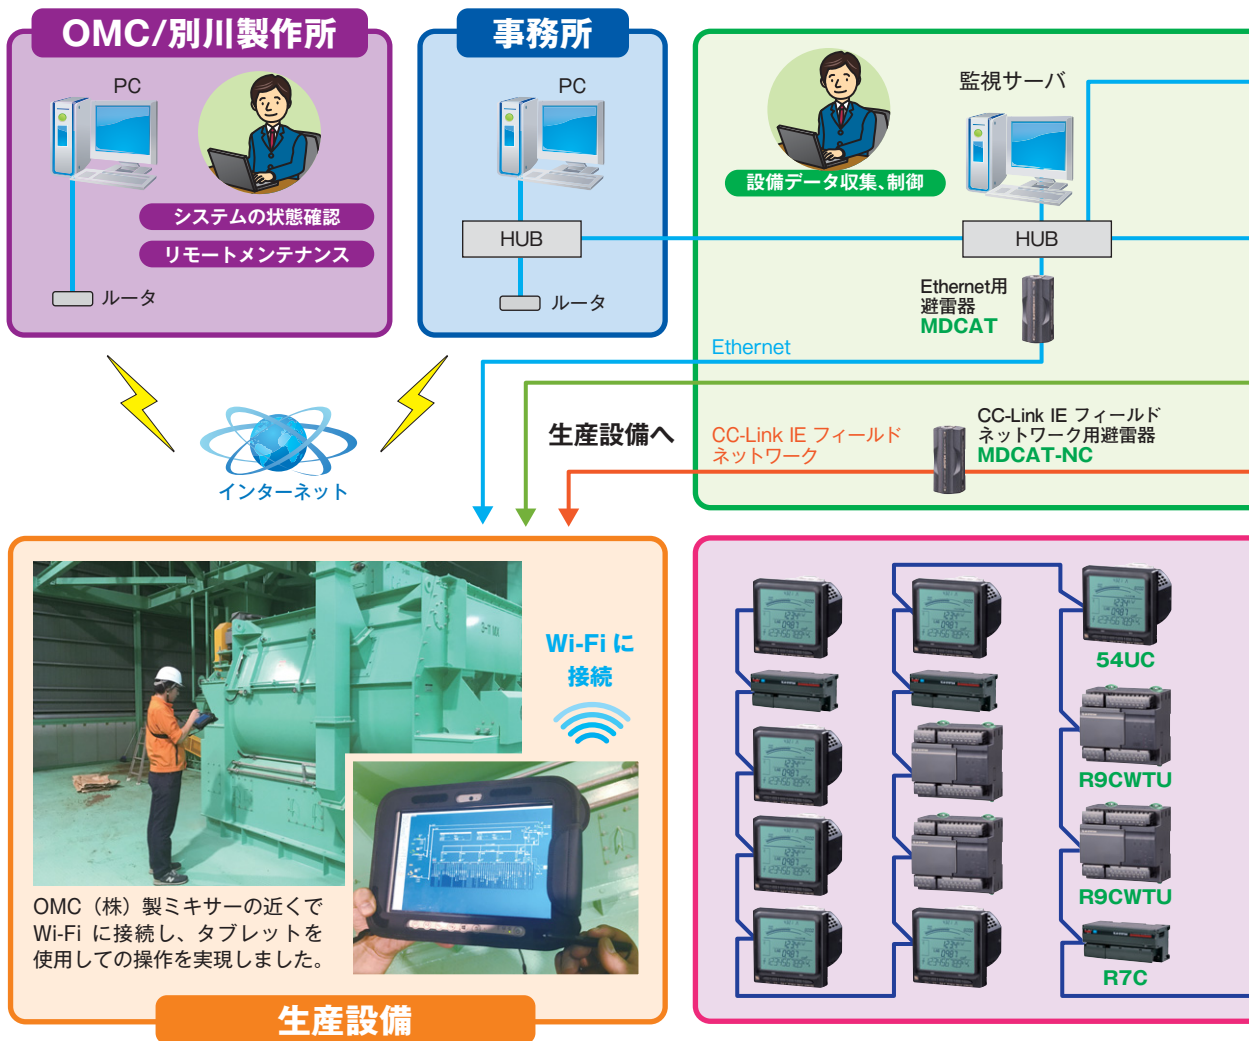 OMC/別川製作所
PC
システムの状態確認
リモートメンテナンス
ルータ
事務所
PC
HUB
ルータ
監視サーバ
設備データ収集、制御
HUB
Ethernet用
避雷器
MDCAT
Ethernet
生産設備へ
CC-Link IE フィールド
ネットワーク
CC-Link IE フィールド
ネットワーク用避雷器
MDCAT-NC
インターネット
Wi-Fi に
接続
OMC（株）製ミキサーの近くで
Wi-Fi に接続し、タブレットを
使用しての操作を実現しました。
生産設備
54UC
R9CWTU
R9CWTU
R7C